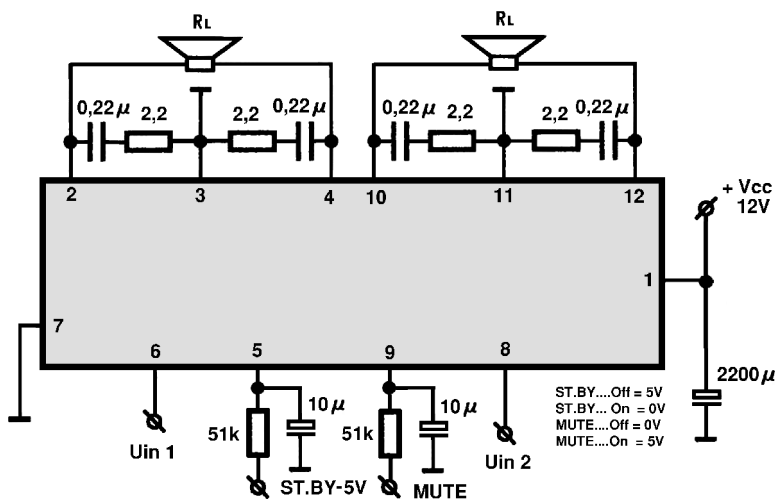 RL RL
0,22μ 2,2 2,2 0,22μ 0,22μ 2,2 2,2 0,22μ
2 3 4 10 11 12
+ Vcc
12V
1
7
6 5 9 8
2200μ
10μ 10μ
51k 51k
Uin 1 Uin 2
ST.BY-5V MUTE
ST.BY....Off = 5V
ST.BY... On = 0V
MUTE....Off = 0V
MUTE....On = 5V